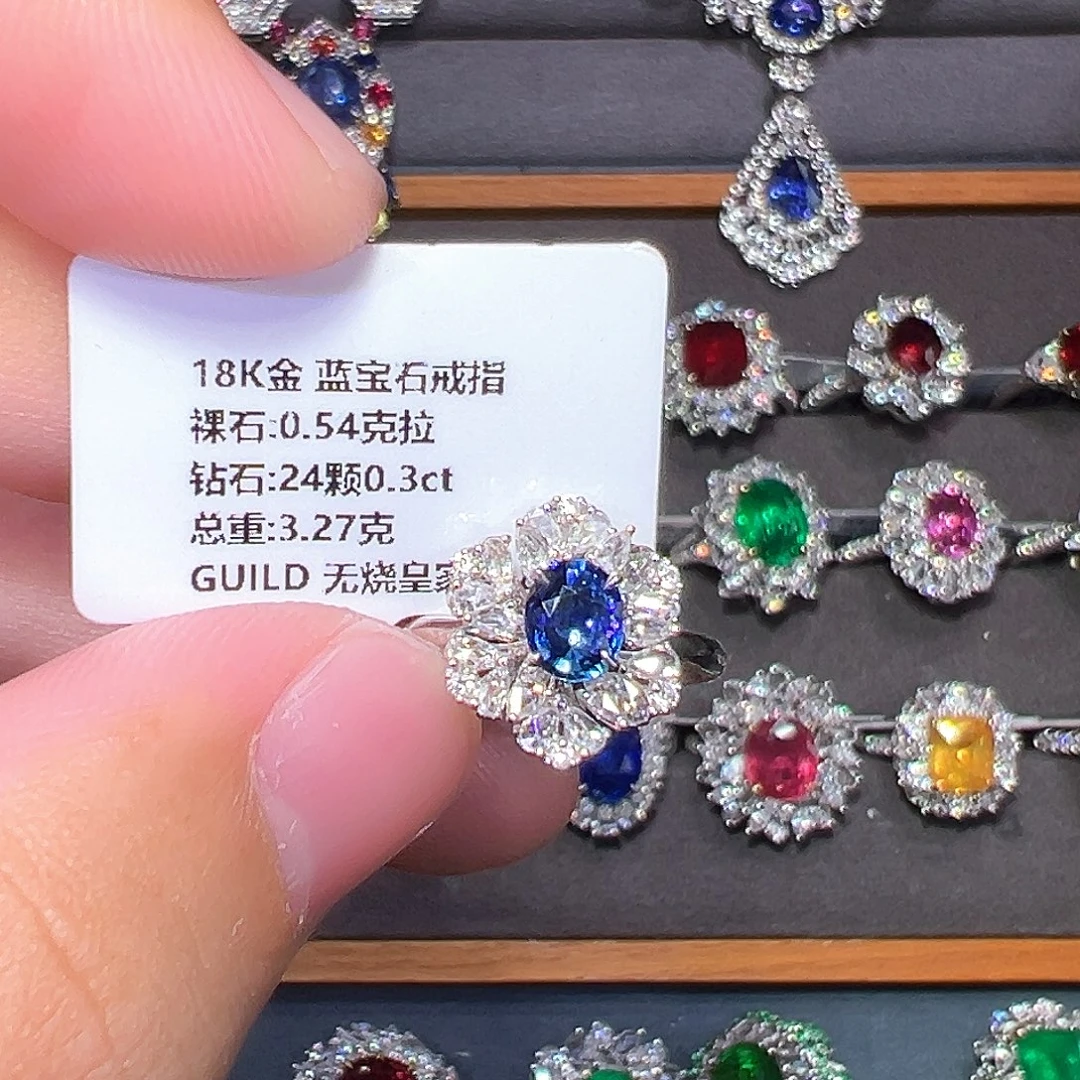 18K金 蓝宝石戒指
裸石:0.54克拉
钻石:24颗0.3ct
总重:3.27克
GUILD 无烧皇家